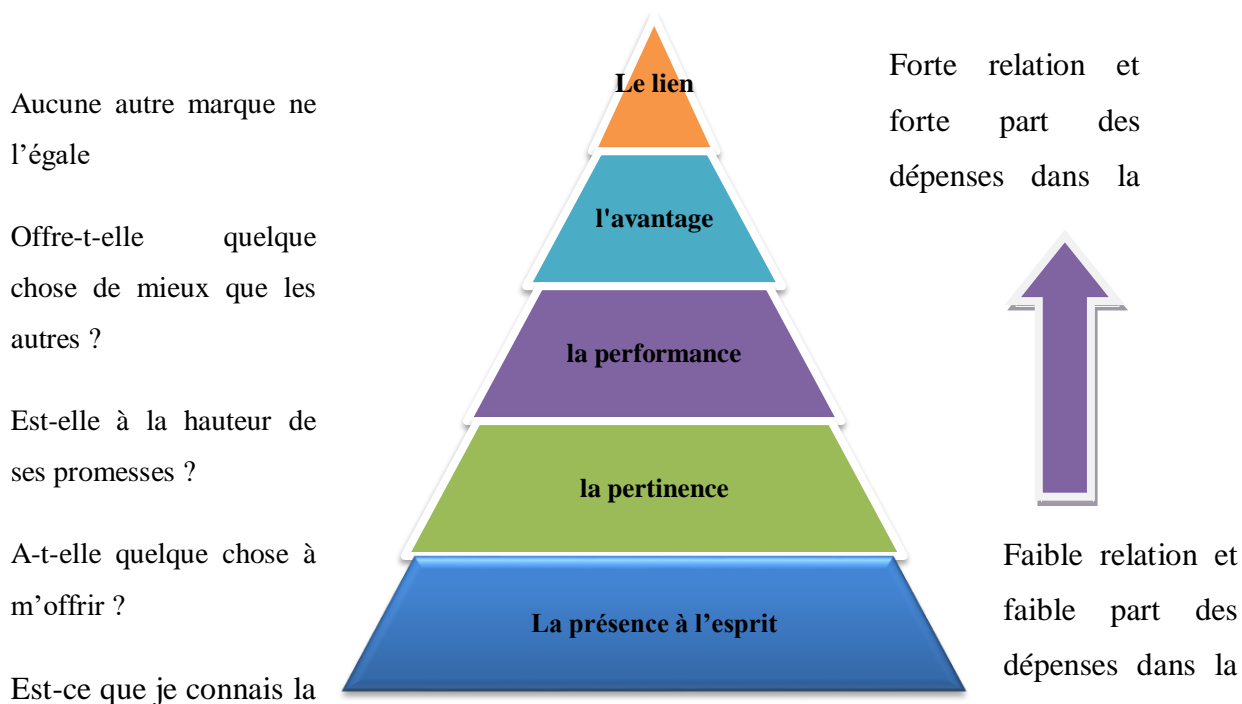 Aucune autre marque ne
l’égale
Offre-t-elle quelque
chose de mieux que les
autres ?
Est-elle à la hauteur de
ses promesses ?
A-t-elle quelque chose à
m’offrir ?
Est-ce que je connais la
Le lien
l'avantage
la performance
la pertinence
La présence à l’esprit
Forte relation et
forte part des
dépenses dans la
Faible relation et
faible part des
dépenses dans la